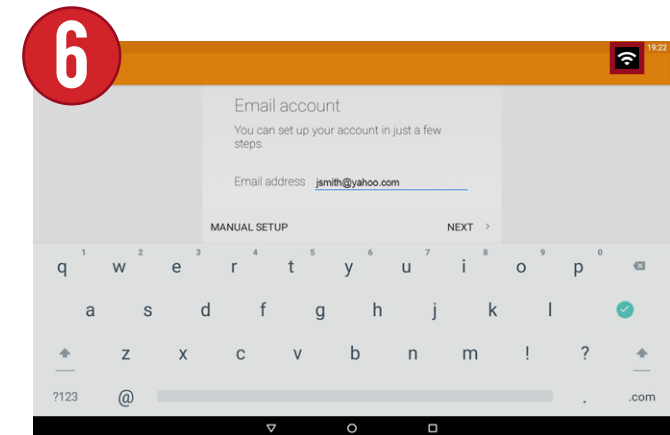 6
19:22
Email account
You can set up your account in just a few
steps.
Email address jsmith@yahoo.com
MANUAL SETUP NEXT
1 2 3 4 5 6 7 8 9 0
q w e r t y u i o p
a s d f g h j k l
z x c v b n m ! ?
?123 @ . .com